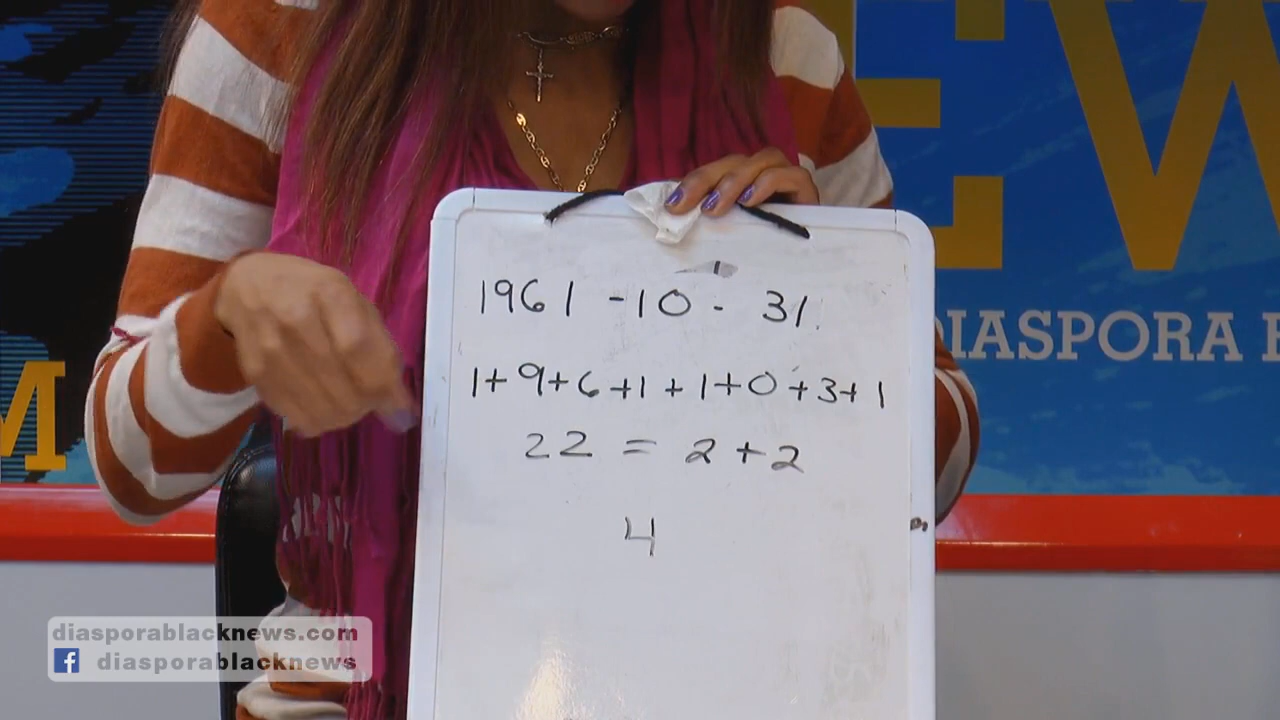 EW
DIASPORA
M
1961 -10 - 31.
1+9+6+1+1+0+3+1
22 = 2+2
4
diasporablacknews.com
diasporablacknews